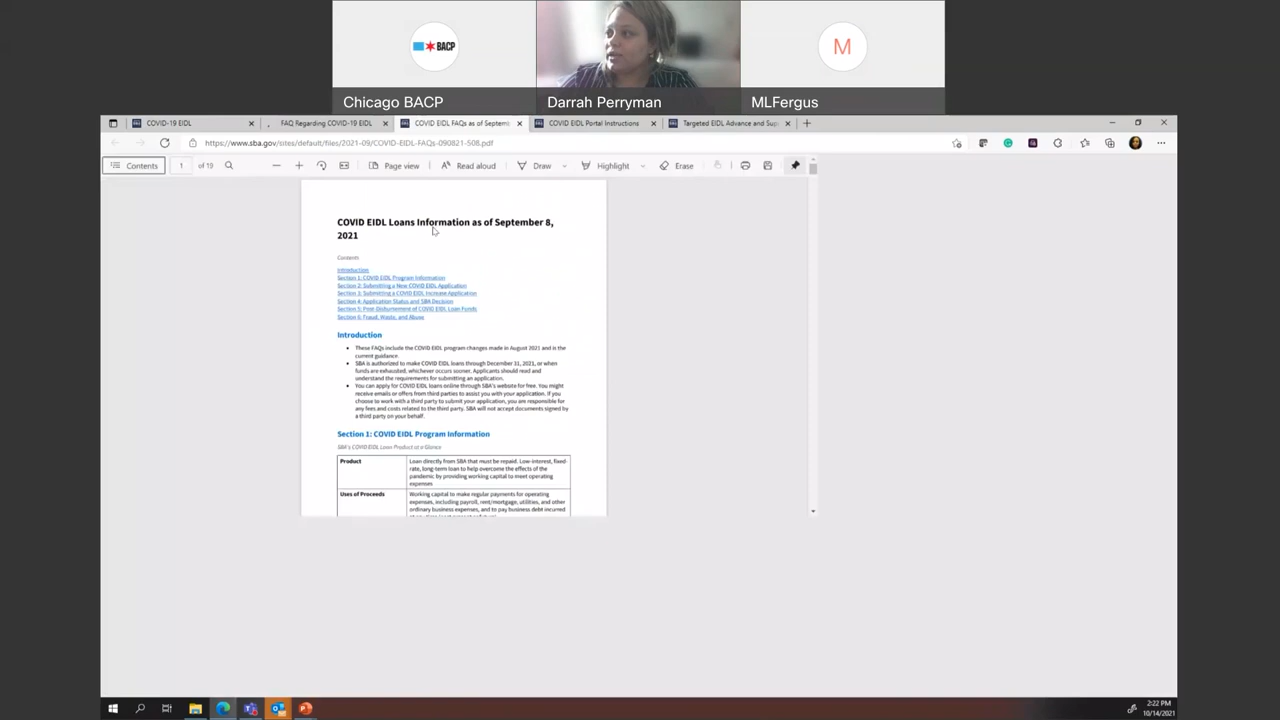 BACP
M
Chicago BACP
Darrah Perryman
MLFergus
COVID-19 EIDL
FAQ Regarding COVID-19 EIDL
COVID EIDL FAQs as of Septem
COVID EIDL Portal Instructions
Targeted EIDL Advance and Sup
https://www.sba.gov/sites/default/files/2021-09/COVID-EIDL-FAQs-090821-508.pdf
Contents
1
of 19
Page view
Read aloud
Draw
Highlight
Erase
COVID EIDL Loans Information as of September 8,
2021
Contents
Introduction
Section 1: COVID EIDL Program Information
Section 2: Submitting a New COVID EIDL Application
Section 3: Submitting a COVID EIDL Increase Application
Section 4: Application Status and SBA Decision
Section 5: Post Disbursement of COVID EIDL Loan Funds
Section 6: Fraud, Waste, and Abuse
Introduction
These FAQs include the COVID EIDL program changes made in August 2021 and is the
current guidance
SBA is authorized to make COVID EIDL loans through December 31, 2021, or when
funds are exhausted, whichever occurs sooner. Applicants should read and
understand the requirements for submitting an application.
You can apply for COVID EIDL loans online through SBA's website for free. You might
receive emails or offers from third parties to assist you with your application. If you
choose to work with a third party to submit your application, you are responsible for
any fees and costs related to the third party. SBA will not accept documents signed by
a third party on your behalf.
Section 1: COVID EIDL Program Information
SBA's COVID EIDL Loan Product at a Glance
Product
Loan directly from SBA that must be repaid. Low-interest, fixed-
rate, long-term loan to help overcome the effects of the
pandemic by providing working capital to meet operating
expenses
Uses of Proceeds
Working capital to make regular payments for operating
expenses, including payroll, rent/mortgage, utilities, and other
ordinary business expenses, and to pay business debt incurred
2:22 PM
10/14/2021